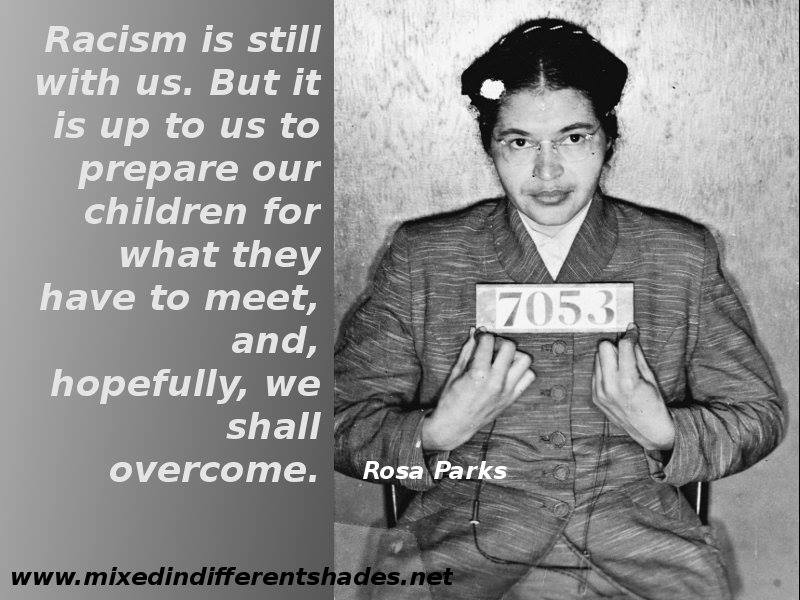 Racism is still
with us. But it
is up to us to
prepare our
children for
what they
have to meet,
and,
hopefully, we
shall
overcome.
7053
Rosa Parks
www.mixedindifferentshades.net